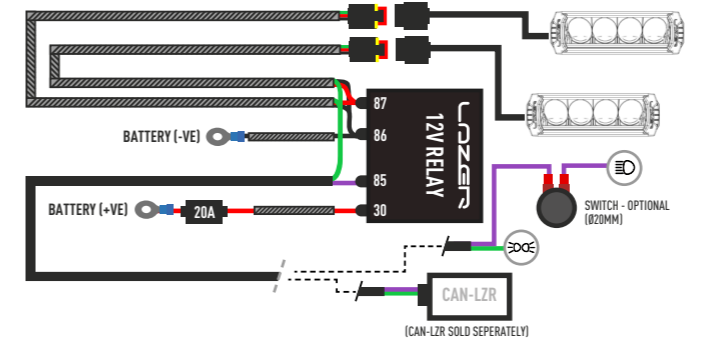 87
BATTERY (-VE)
86
LAZER
12V RELAY
85
BATTERY (+VE)
20A
30
SWITCH - OPTIONAL
(Ø20MM)
CAN-LZR
(CAN-LZR SOLD SEPERATELY)